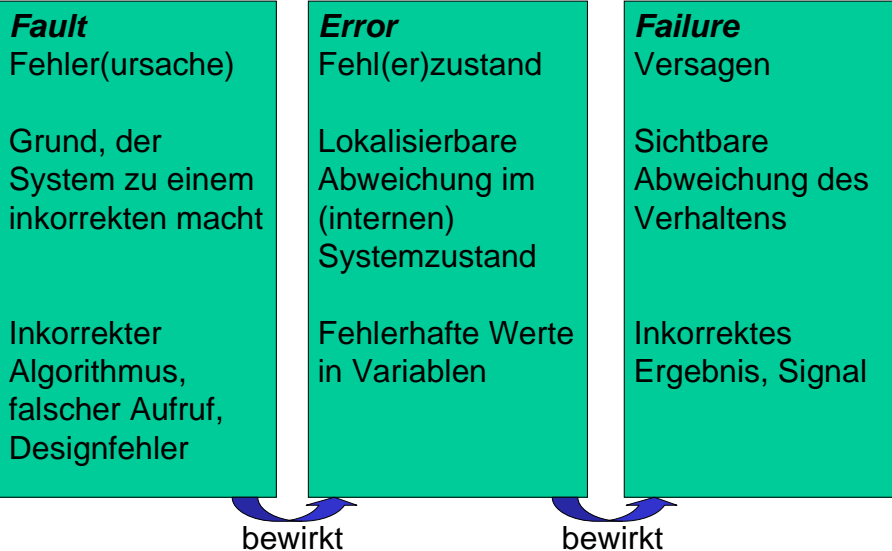 Fault
Fehler(ursache)
Grund, der
System zu einem
inkorrekten macht
Inkorrekter
Algorithmus,
falscher Aufruf,
Designfehler
Error
Fehl(er)zustand
Lokalisierbare
Abweichung im
(internen)
Systemzustand
Fehlerhafte Werte
in Variablen
Failure
Versagen
Sichtbare
Abweichung des
Verhaltens
Inkorrektes
Ergebnis, Signal
bewirkt
bewirkt